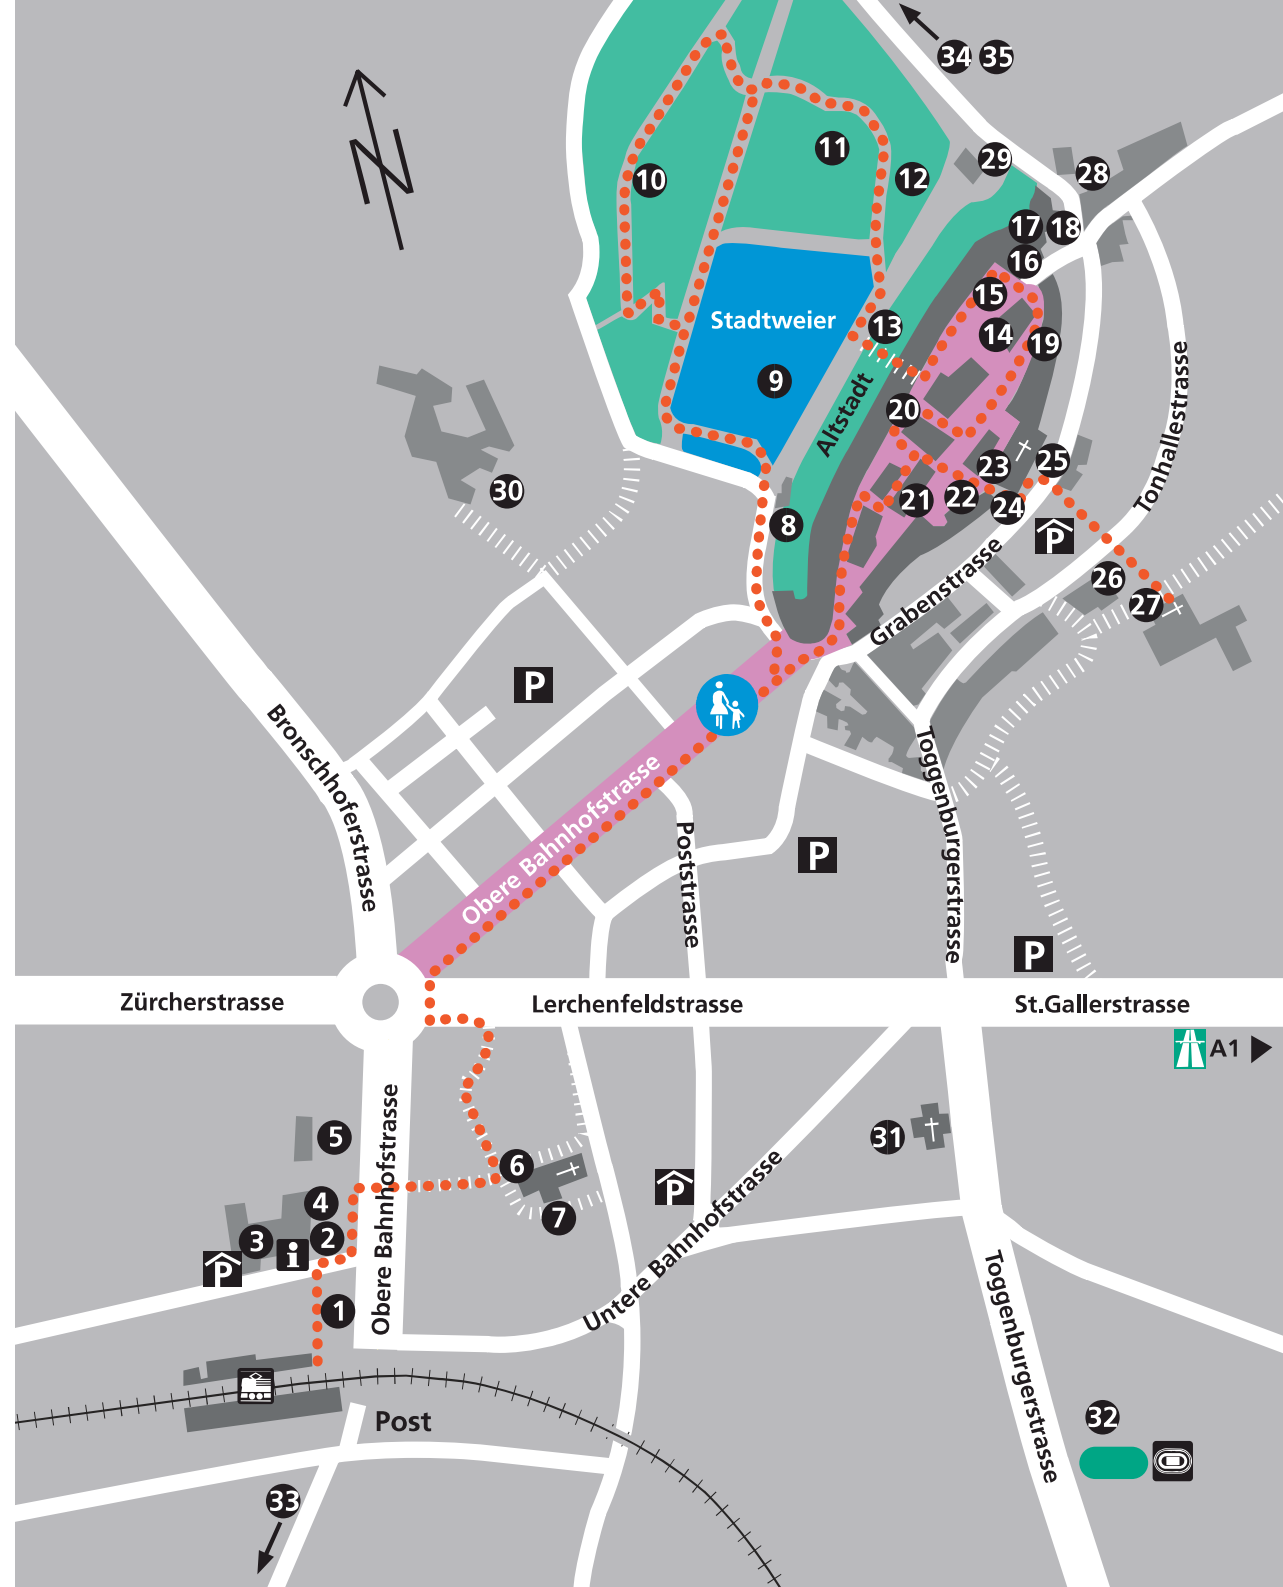 34 35
29
11
12
10
28
17 18
16
15
Stadtweier
13
14
19
9
Altstadt
20
Tonhallestrasse
23
25
30
21
22
24
8
P
26
Grabenstrasse
27
P
Bronschhoferstrasse
Toggenburgerstrasse
Obere Bahnhofstrasse
Poststrasse
P
P
Zürcherstrasse
Lerchenfeldstrasse
St.Gallerstrasse
A1
5
31
6
Obere Bahnhofstrasse
P
4
7
2
3
i
P
Untere Bahnhofstrasse
1
Toggenburgerstrasse
Post
32
33